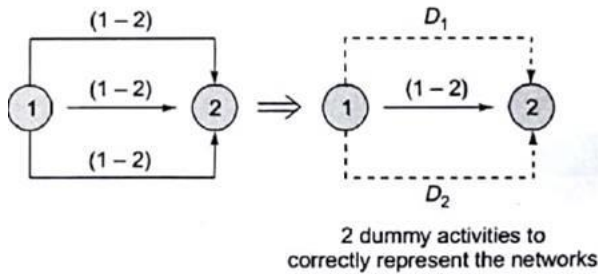 (1 – 2)
D1
1
(1 – 2)
2
⇒
1
(1 – 2)
2
(1 – 2)
D2
2 dummy activities to
correctly represent the networks